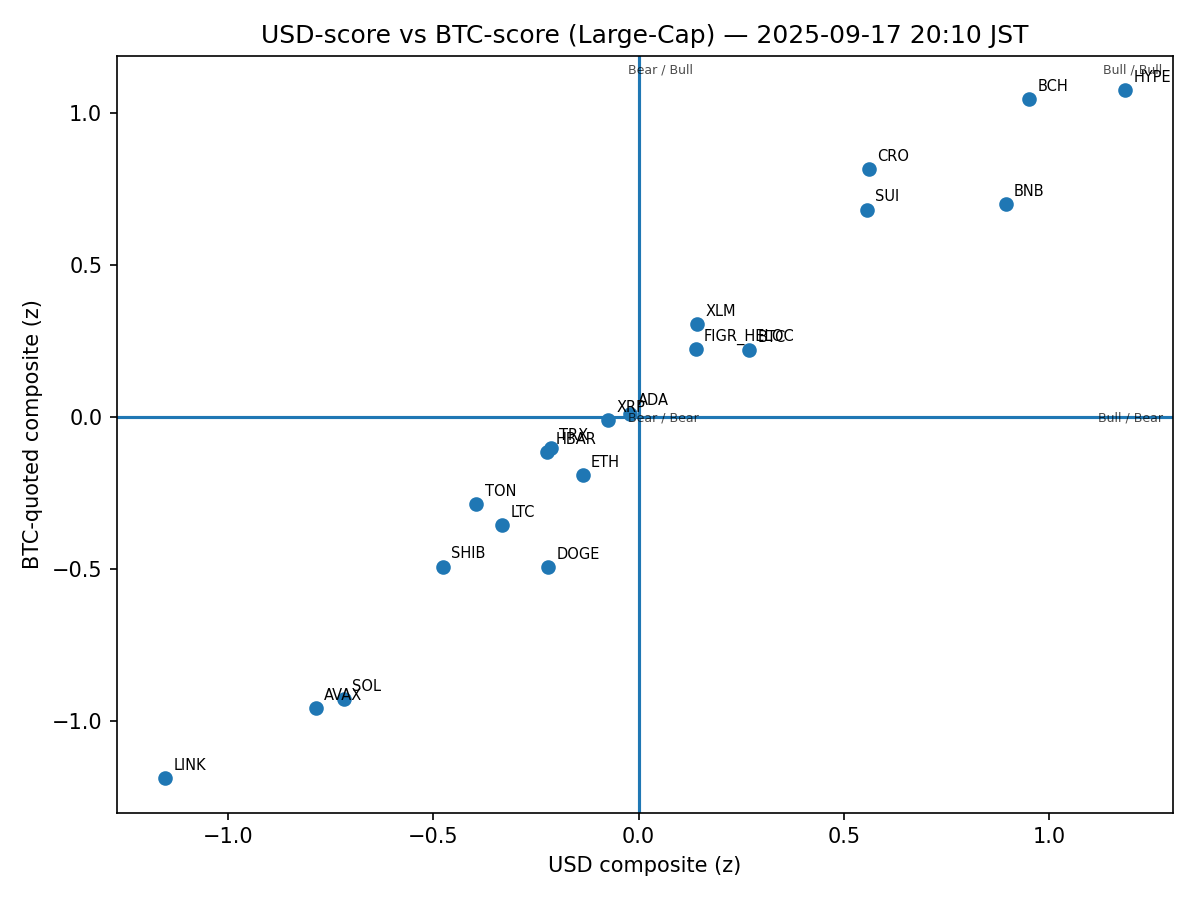 USD-score vs BTC-score (Large-Cap) — 2025-09-17 20:10 JST
Bear / Bull
Bull / Bull
HYPE
BCH
1.0
CRO
BNB
SUI
0.5
XLM
FIGR_HELOC
BTC
ADA
XRP
0.0
Bear / Bear
Bull / Bear
TRX
HBAR
ETH
TON
LTC
SHIB
DOGE
−0.5
SOL
AVAX
−1.0
LINK
−1.0
−0.5
0.0
0.5
1.0
USD composite (z)
BTC-quoted composite (z)